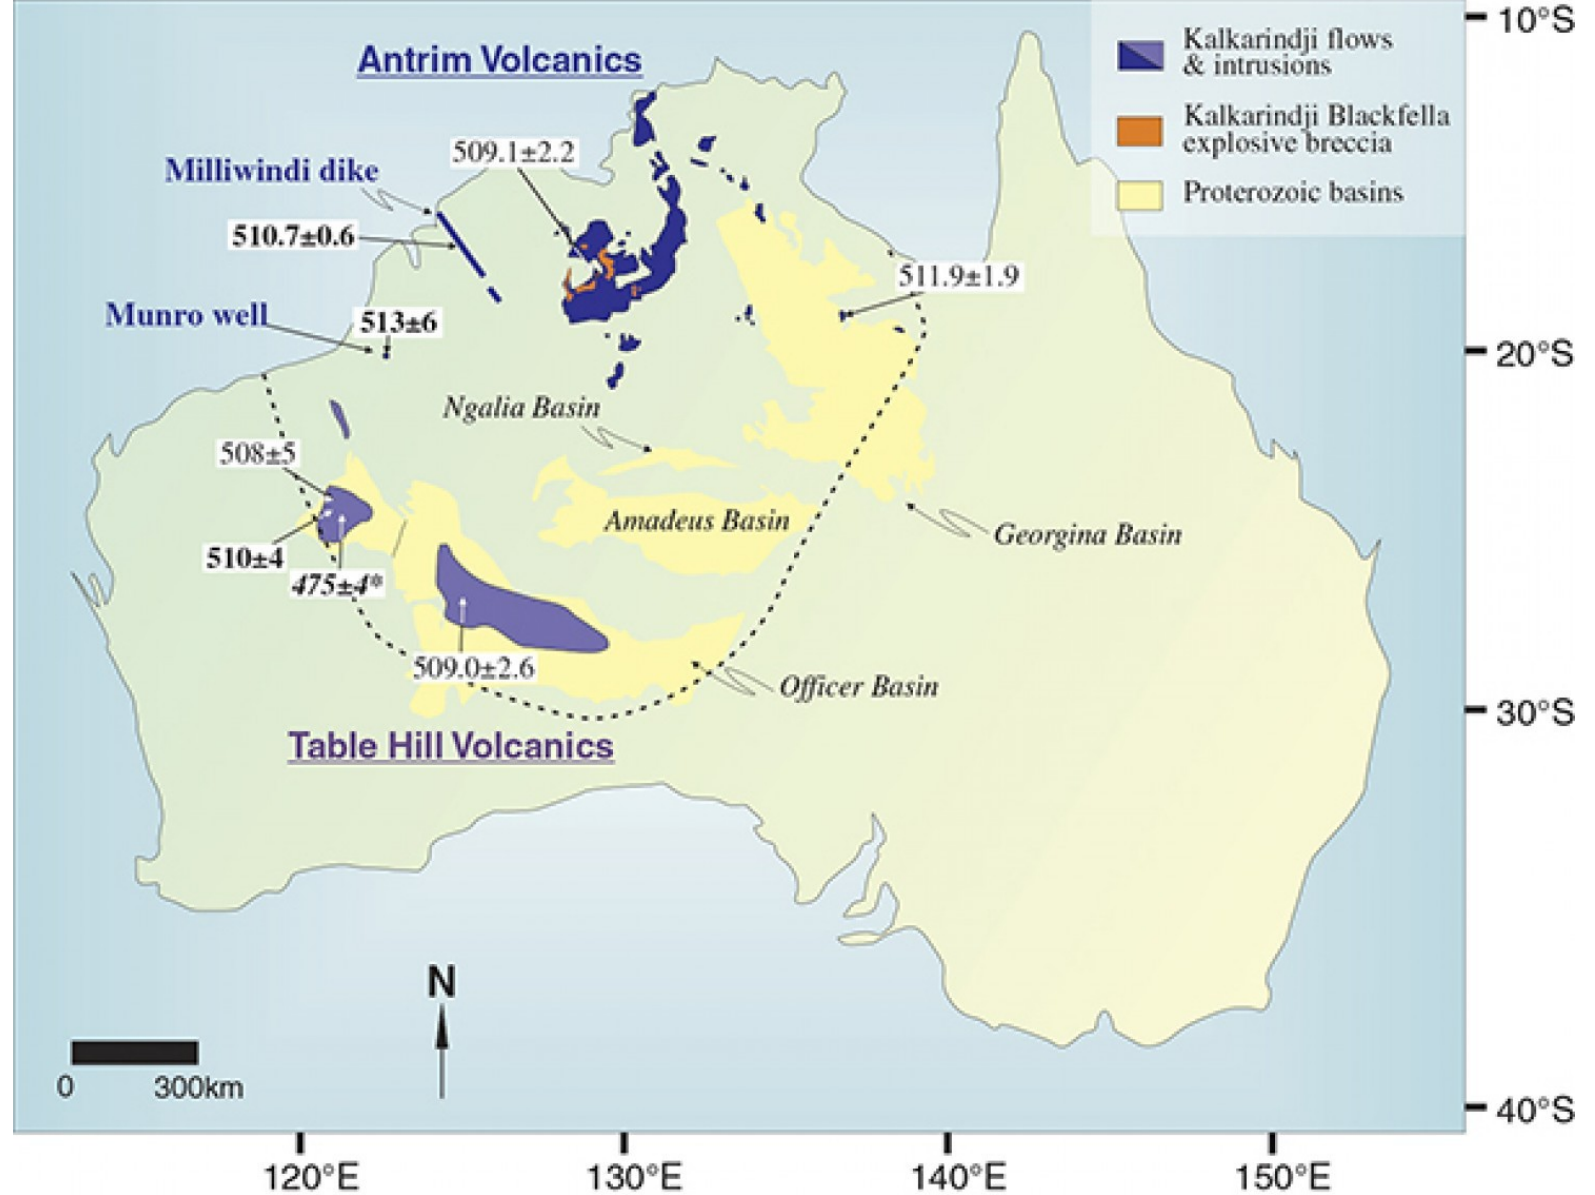 Antrim Volcanics
Kalkarindji flows
& intrusions
Kalkarindji Blackfella
explosive breccia
Proterozoic basins
10°S
509.1±2.2
Milliwindi dike
510.7±0.6
511.9±1.9
Munro well
513±6
20°S
Ngalia Basin
508±5
Amadeus Basin
Georgina Basin
510±4
475±4*
509.0±2.6
Officer Basin
30°S
Table Hill Volcanics
N
0 300km
40°S
120°E 130°E 140°E 150°E